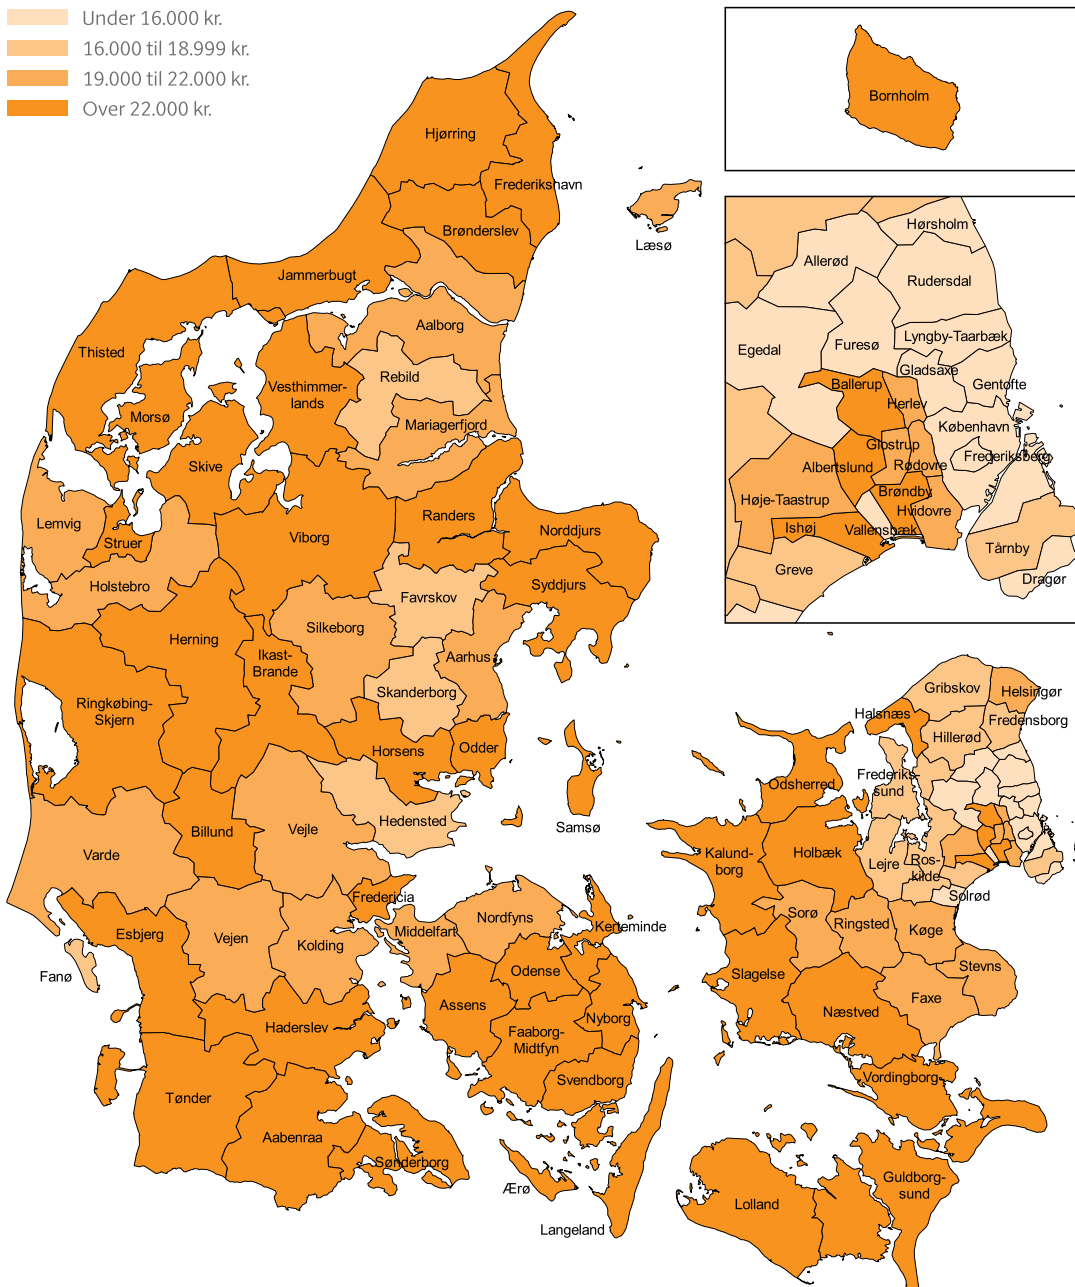 Under 16.000 kr.
16.000 til 18.999 kr.
19.000 til 22.000 kr.
Over 22.000 kr.
Bornholm
Hjørring
Frederikshavn
Brønderslev
Læsø
Jammerbugt
Aalborg
Thisted
Rebild
Vesthimmer-
lands
Morsø
Mariagerfjord
Skive
Lemvig
Struer
Viborg
Randers
Norddjurs
Holstebro
Favrskov
Syddjurs
Silkeborg
Herning
Ikast-
Brande
Aarhus
Skanderborg
Ringkøbing-
Skjern
Horsens
Odder
Hedensted
Samsø
Billund
Vejle
Varde
Fredericia
Esbjerg
Vejen
Kolding
Middelfart
Nordfyns
Kerteminde
Fanø
Odense
Assens
Haderslev
Faaborg-
Midtfyn
Nyborg
Svendborg
Tønder
Aabenraa
Sønderborg
Ærø
Langeland
Hørsholm
Allerød
Rudersdal
Egedal
Furesø
Lyngby-Taarbæk
Gladsaxe
Gentofte
Ballerup
Herlev
København
Glostrup
Frederiksberg
Albertslund
Rødovre
Høje-Taastrup
Brøndby
Hvidovre
Ishøj
Vallensbæk
Tårnby
Greve
Dragør
Gribskov
Helsingør
Halsnæs
Fredensborg
Hillerød
Odsherred
Frederiks-
sund
Kalund-
borg
Holbæk
Lejre
Ros-
kilde
Solrød
Sorø
Ringsted
Køge
Slagelse
Stevns
Faxe
Næstved
Vordingborg
Guldborg-
sund
Lolland